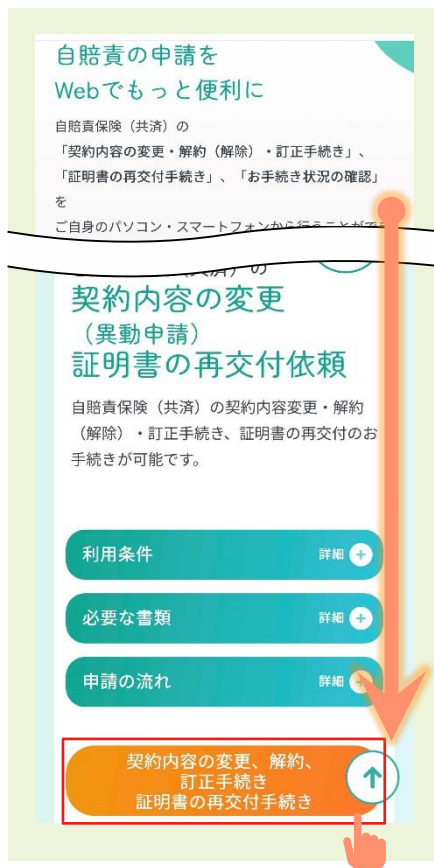 自賠責の申請を
Webでもっと便利に
自賠責保険（共済）の
「契約内容の変更・解約（解除）・訂正手続き」、
「証明書の再交付手続き」、「お手続き状況の確認」
を
ご自身のパソコン・スマートフォンから行うことがで
（共済）の
契約内容の変更
（異動申請）
証明書の再交付依頼
自賠責保険（共済）の契約内容変更・解約
（解除）・訂正手続き、証明書の再交付のお
手続きが可能です。
利用条件 詳細
必要な書類 詳細
申請の流れ 詳細
契約内容の変更、解約、
訂正手続き
証明書の再交付手続き